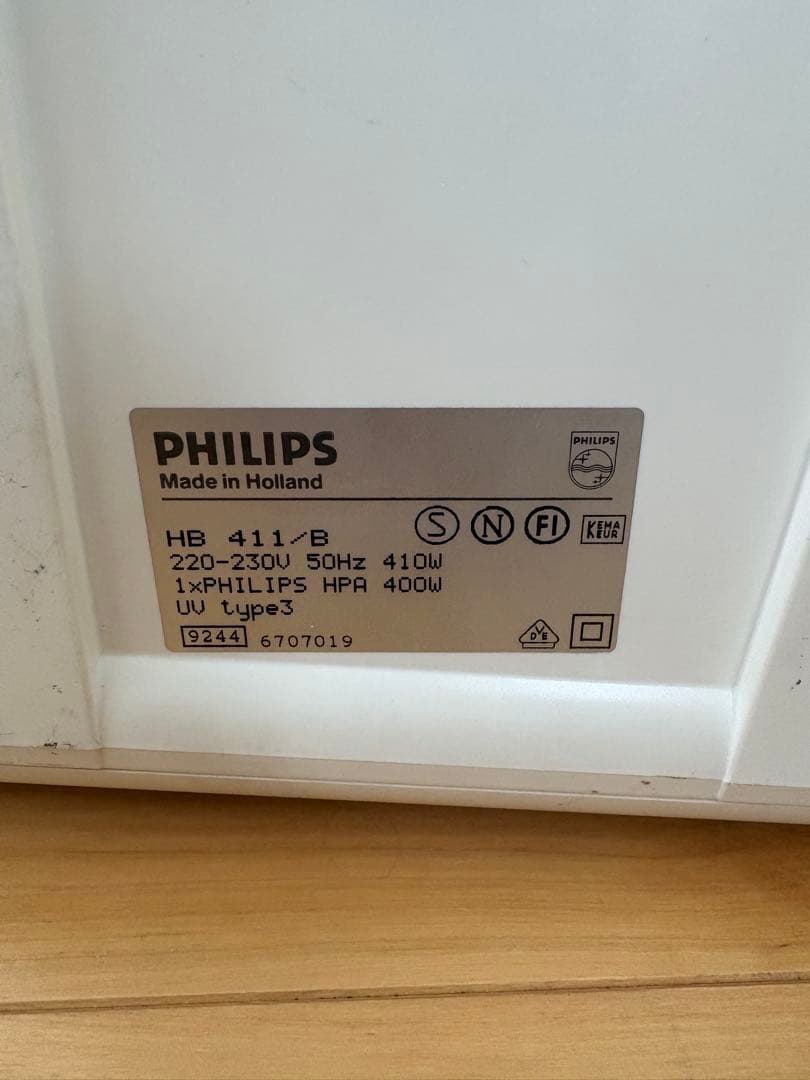 PHILIPS
Made in Holland
PHILIPS
HB 411/B
S N FI KEMA KEUR
220-230V 50Hz 410W
1xPHILIPS HPA 400W
UV type3
9244 6707019
DVE